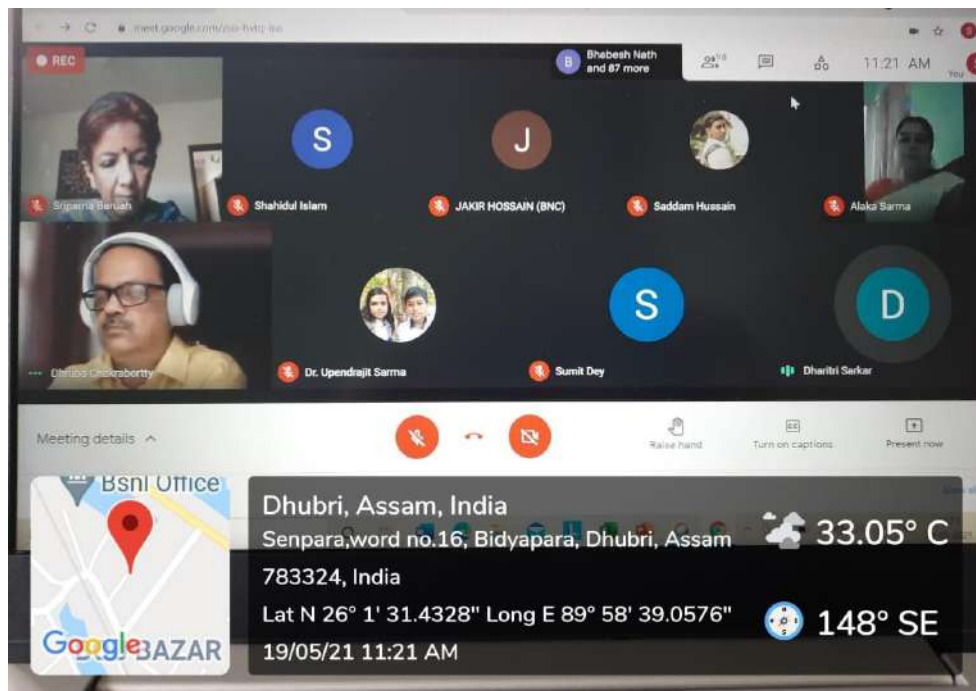 REC
B
Bhabesh Nath
and 67 more
11:21 AM
You
S
J
Sriparna Baruah
Shahidul Islam
JAKIR HOSSAIN (BNC)
Saddam Hussain
Alaka Sarma
S
D
Dhruba Chakrabortty
Dr. Upendrajit Sarma
Sumit Dey
Dharitri Sarkar
Meeting details
Raise hand
Turn on captions
Present now
Bsnl Office
Google
BAZAR
Dhubri, Assam, India
Senpara,word no.16, Bidyapara, Dhubri, Assam
783324, India
Lat N 26° 1' 31.4328" Long E 89° 58' 39.0576"
19/05/21 11:21 AM
33.05° C
148° SE